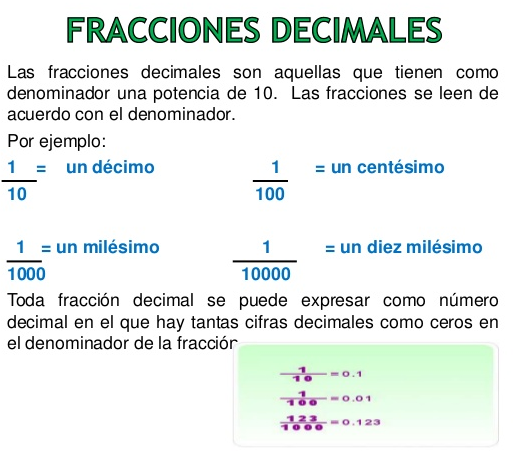 FRACCIONES DECIMALES
Las fracciones decimales son aquellas que tienen como
denominador una potencia de 10. Las fracciones se leen de
acuerdo con el denominador.
Por ejemplo:
1/10 = un décimo 1/100 = un centésimo
1/1000 = un milésimo 1/10000 = un diez milésimo
Toda fracción decimal se puede expresar como número
decimal en el que hay tantas cifras decimales como ceros en
el denominador de la fracción
1/10 = 0.1
1/100 = 0.01
123/1000 = 0.123